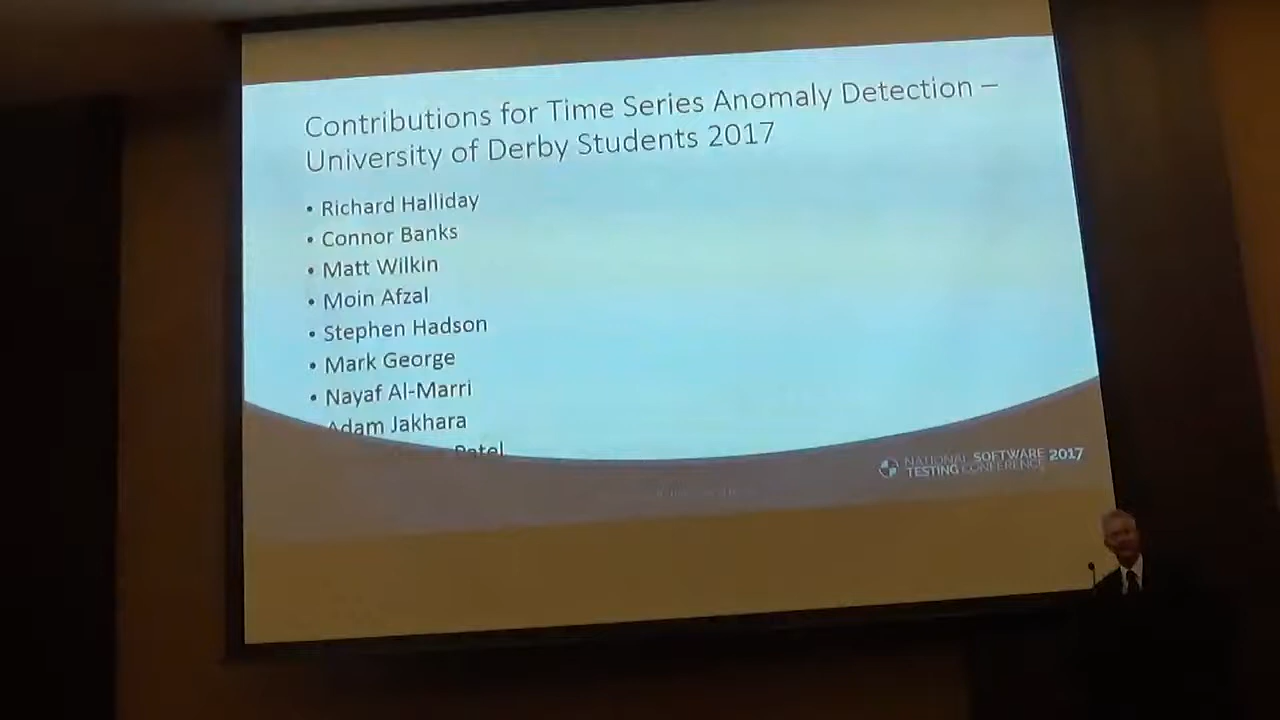 Contributions for Time Series Anomaly Detection –
University of Derby Students 2017
• Richard Halliday
• Connor Banks
• Matt Wilkin
• Moin Afzal
• Stephen Hadson
• Mark George
• Nayaf Al-Marri
Adam Jakhara
Patel
NATIONAL SOFTWARE 2017
TESTING CONFERENCE